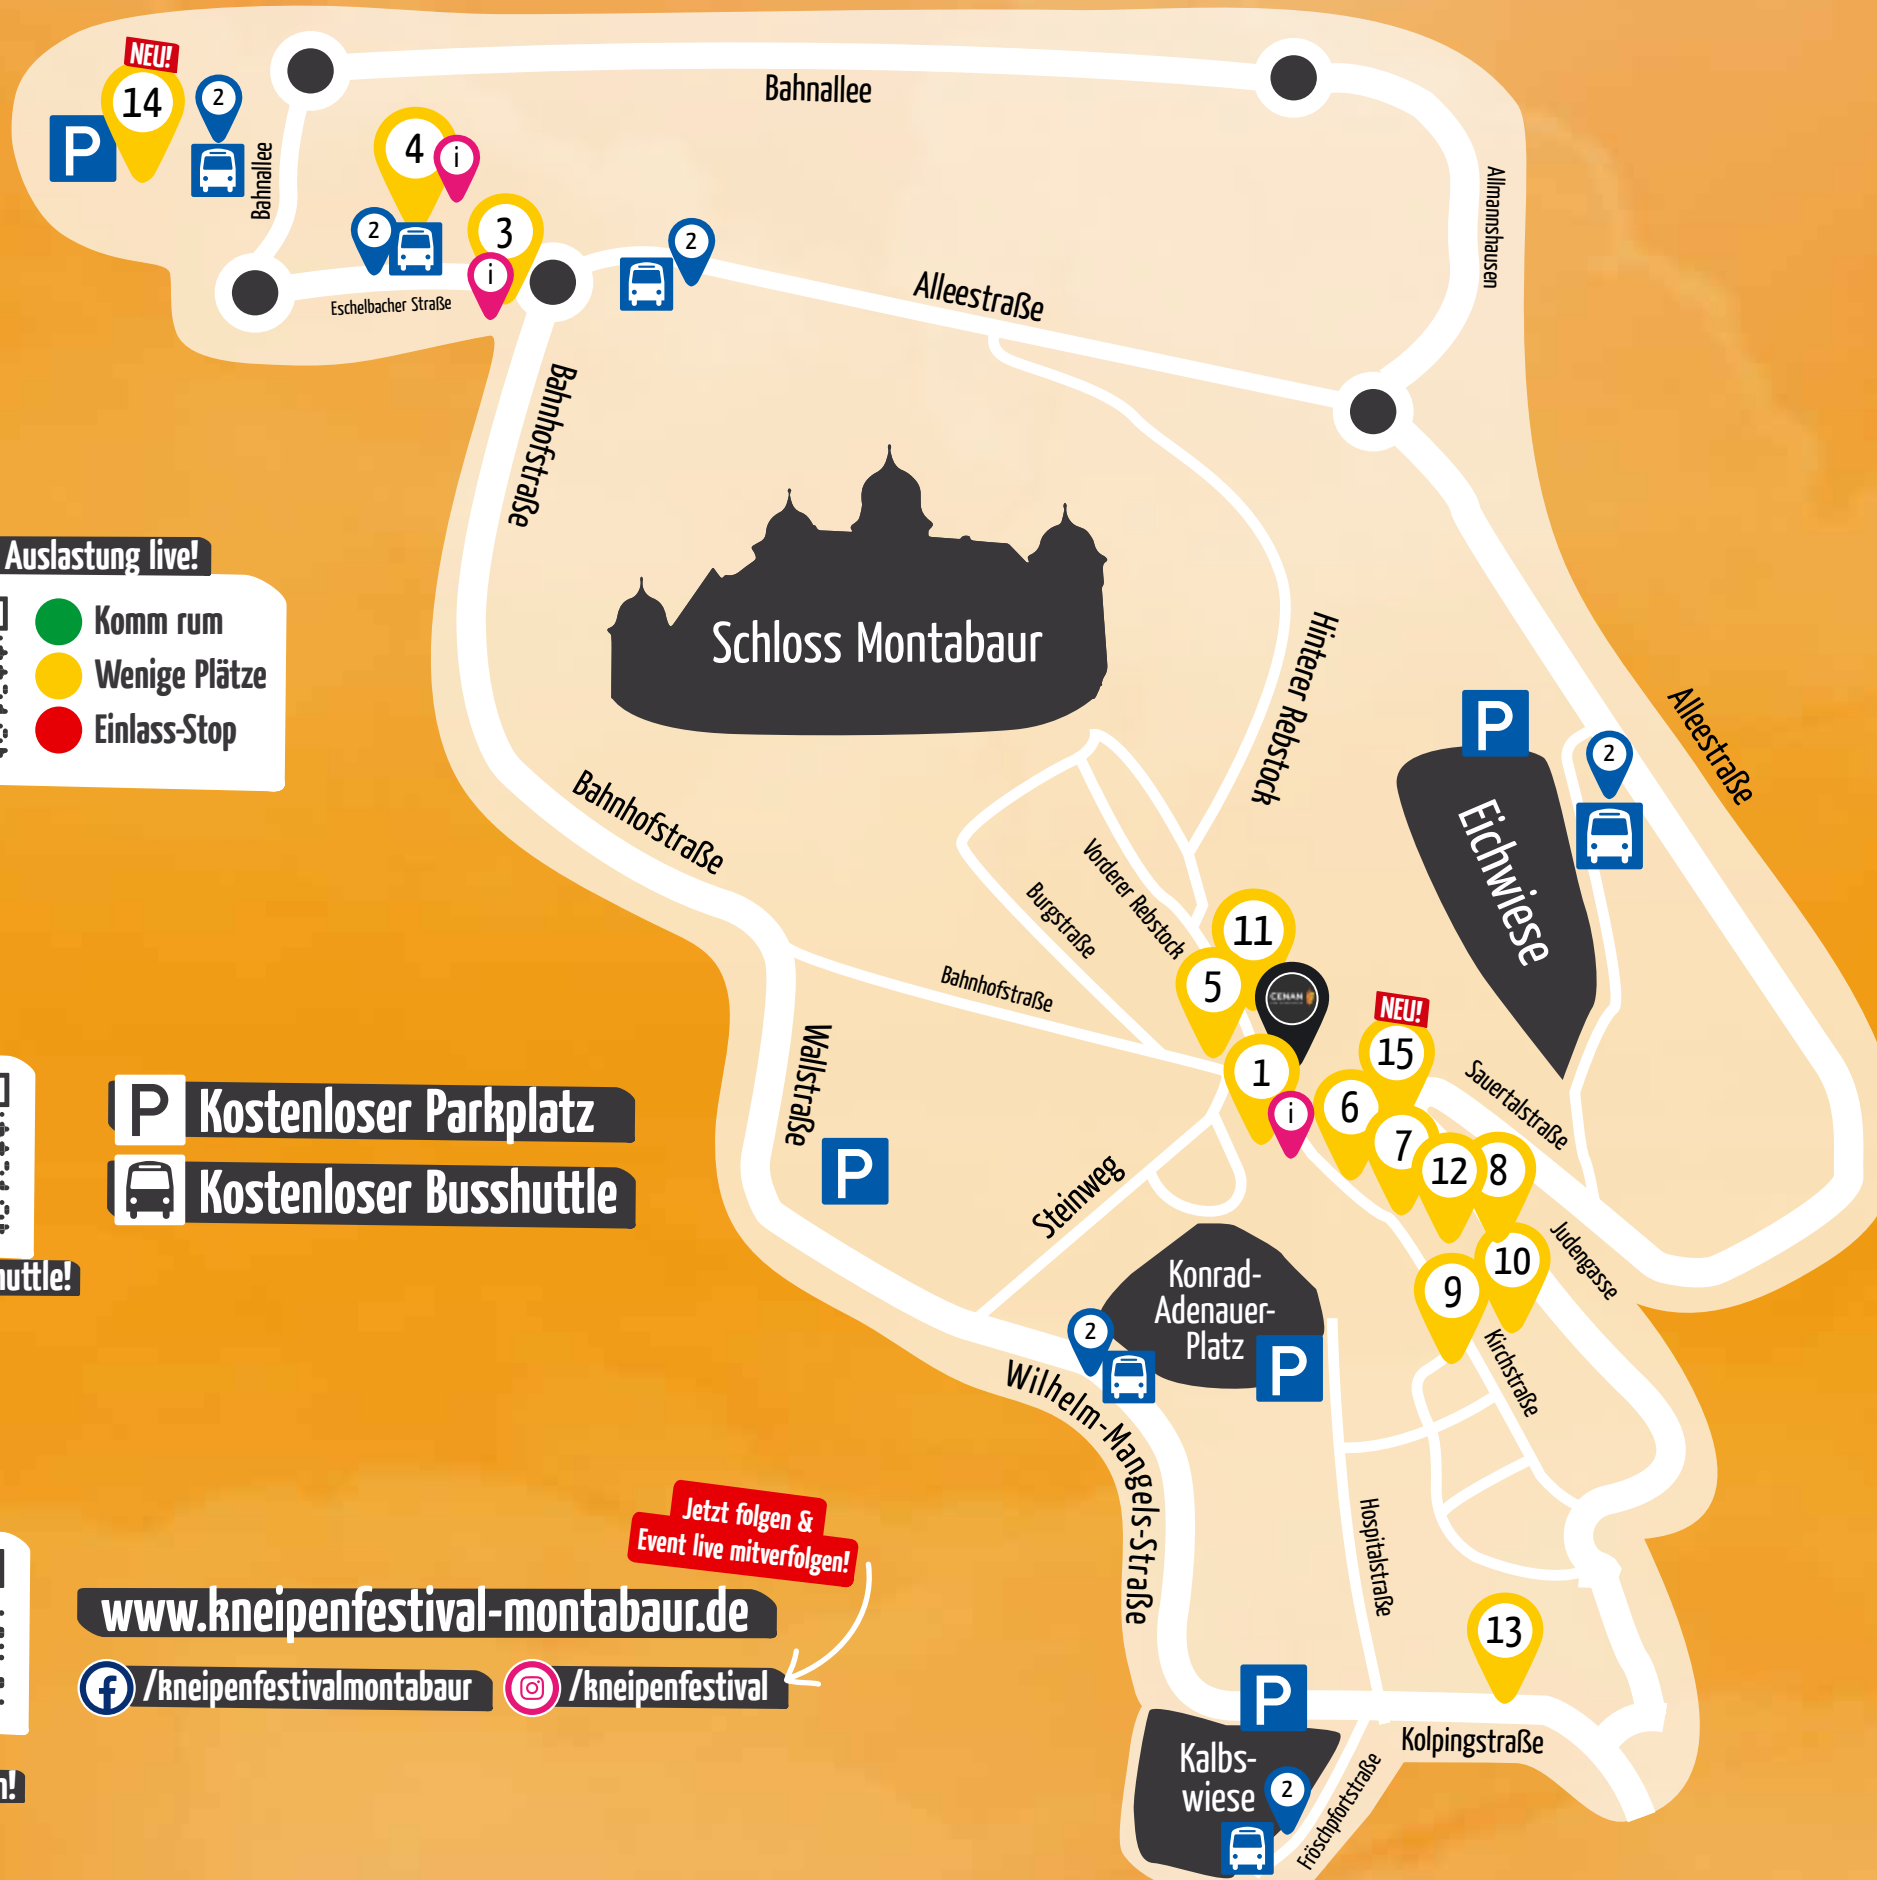 NEU!
14
2
P
Bahnallee
Bahnallee
4
i
2
3
i
Eschelbacher Straße
2
Alleestraße
Allmannshausen
Bahnhofstraße
Schloss Montabaur
Hinterer Rebstock
Auslastung live!
Komm rum
Wenige Plätze
Einlass-Stop
P
Eichwiese
2
Alleestraße
Bahnhofstraße
Vorderer Rebstock
Burgstraße
Bahnhofstraße
11
5
CENAN
NEU!
15
1
i
6
7
12
8
Sauertalstraße
Judengasse
10
9
Kirchstraße
Wallstraße
P
Steinweg
P Kostenloser Parkplatz
Kostenloser Busshuttle
huttle!
Konrad-
Adenauer-
Platz
P
2
Wilhelm-Mangels-Straße
Hospitalstraße
Jetzt folgen &
Event live mitverfolgen!
www.kneipenfestival-montabaur.de
/kneipenfestivalmontabaur
/kneipenfestival
13
P
Kolpingstraße
Kalbs-
wiese
2
Fröschpfortstraße
n!